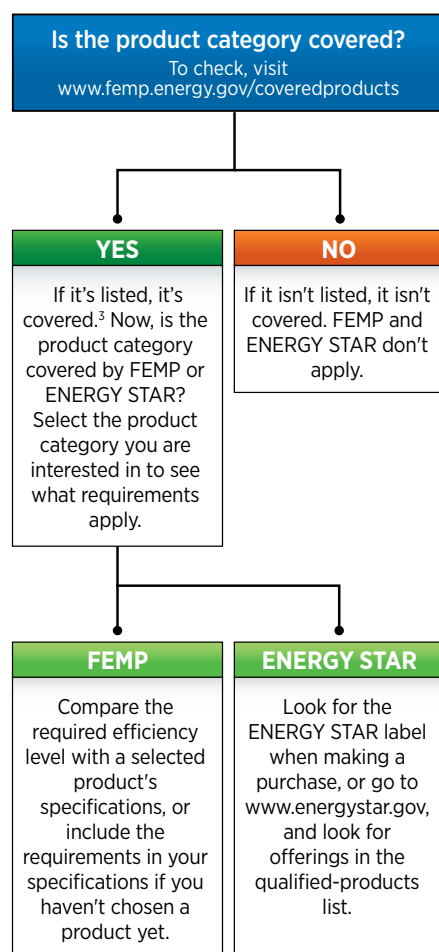 Is the product category covered?
To check, visit
www.femp.energy.gov/coveredproducts
YES
If it’s listed, it’s
covered.³ Now, is the
product category
covered by FEMP or
ENERGY STAR?
Select the product
category you are
interested in to see
what requirements
apply.
NO
If it isn't listed, it isn't
covered. FEMP and
ENERGY STAR don't
apply.
FEMP
Compare the
required efficiency
level with a selected
product's
specifications, or
include the
requirements in your
specifications if you
haven't chosen a
product yet.
ENERGY STAR
Look for the
ENERGY STAR label
when making a
purchase, or go to
www.energystar.gov,
and look for
offerings in the
qualified-products
list.